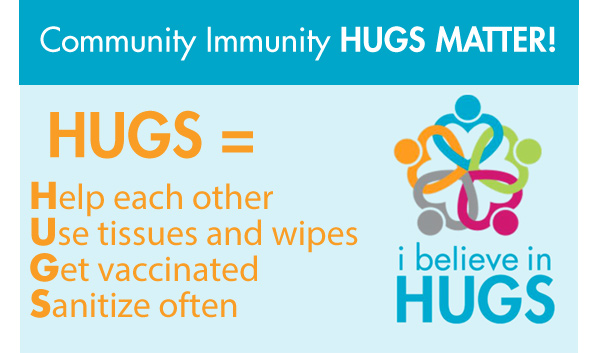 Community Immunity HUGS MATTER!
HUGS =
Help each other
Use tissues and wipes
Get vaccinated
Sanitize often
i believe in
HUGS